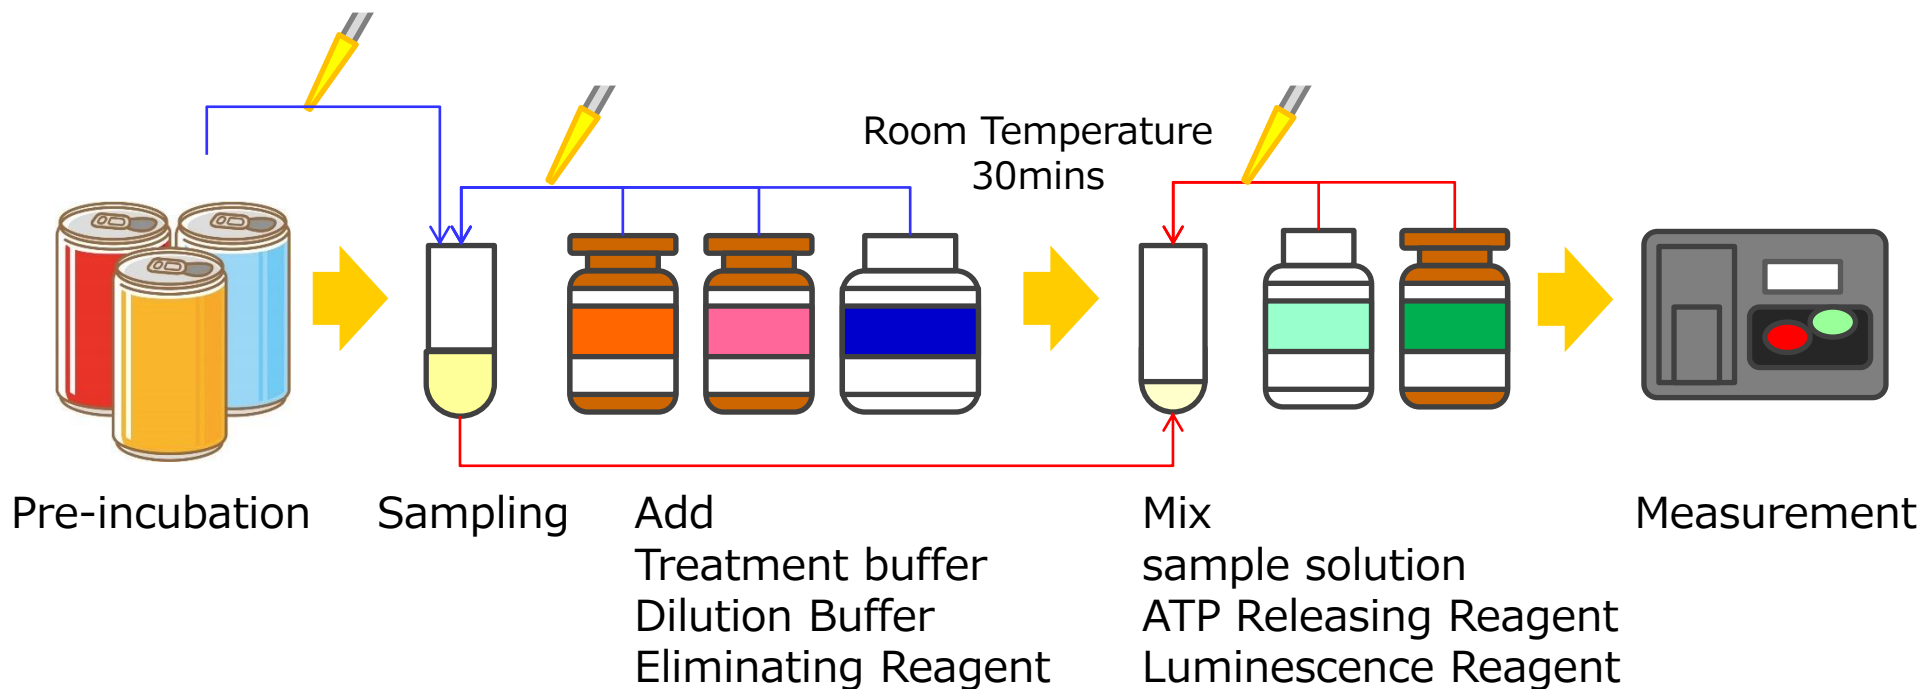 Room Temperature
30mins
Pre-incubation
Sampling
Add
Treatment buffer
Dilution Buffer
Eliminating Reagent
Mix
sample solution
ATP Releasing Reagent
Luminescence Reagent
Measurement